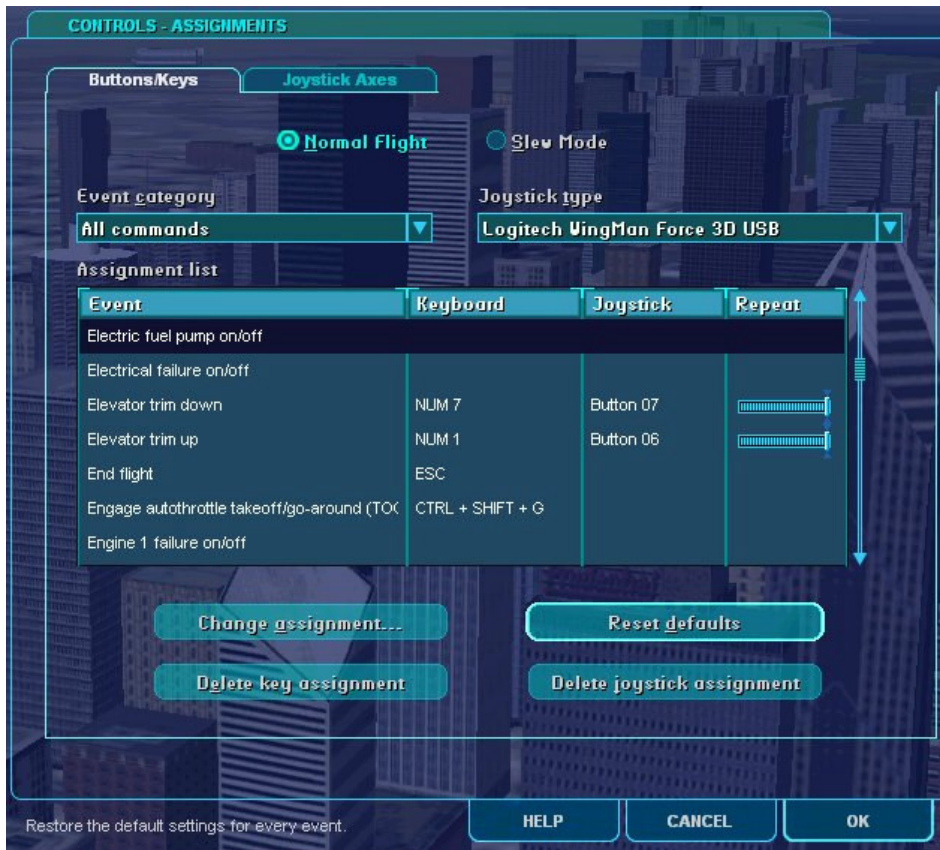 CONTROLS - ASSIGNMENTS
Buttons/Keys Joystick Axes
Normal Flight Slew Mode
Event category Joystick type
All commands Logitech WingMan Force 3D USB
Assignment list
Event Keyboard Joystick Repeat
Electric fuel pump on/off
Electrical failure on/off
Elevator trim down NUM 7 Button 07
Elevator trim up NUM 1 Button 06
End flight ESC
Engage autothrottle takeoff/go-around (TOG CTRL + SHIFT + G
Engine 1 failure on/off
Change assignment... Reset defaults
Delete key assignment Delete joystick assignment
Restore the default settings for every event. HELP CANCEL OK